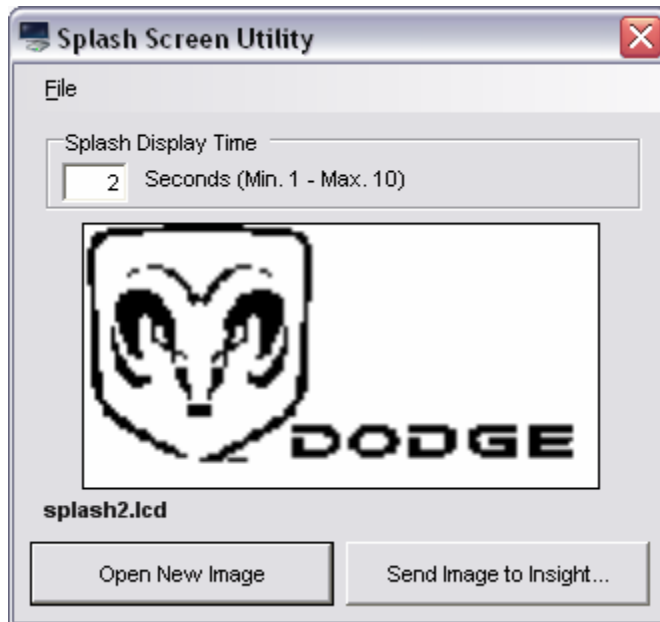 Splash Screen Utility
File
Splash Display Time
2 Seconds (Min. 1 - Max. 10)
DODGE
splash2.lcd
Open New Image
Send Image to Insight...